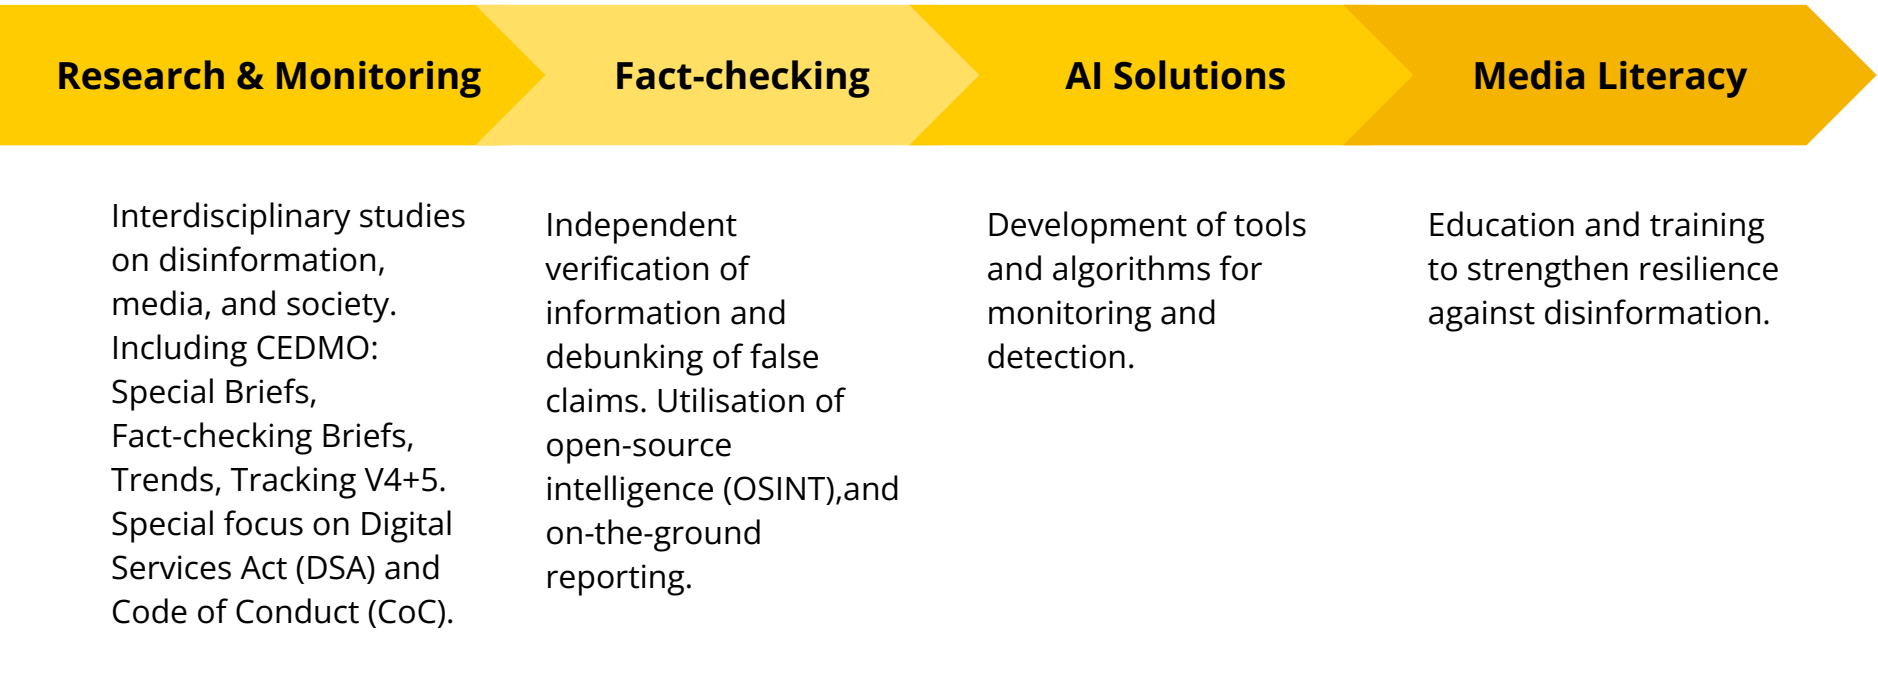 Research & Monitoring
Fact-checking
AI Solutions
Media Literacy
Interdisciplinary studies
on disinformation,
media, and society.
Including CEDMO:
Special Briefs,
Fact-checking Briefs,
Trends, Tracking V4+5.
Special focus on Digital
Services Act (DSA) and
Code of Conduct (CoC).
Independent
verification of
information and
debunking of false
claims. Utilisation of
open-source
intelligence (OSINT),and
on-the-ground
reporting.
Development of tools
and algorithms for
monitoring and
detection.
Education and training
to strengthen resilience
against disinformation.